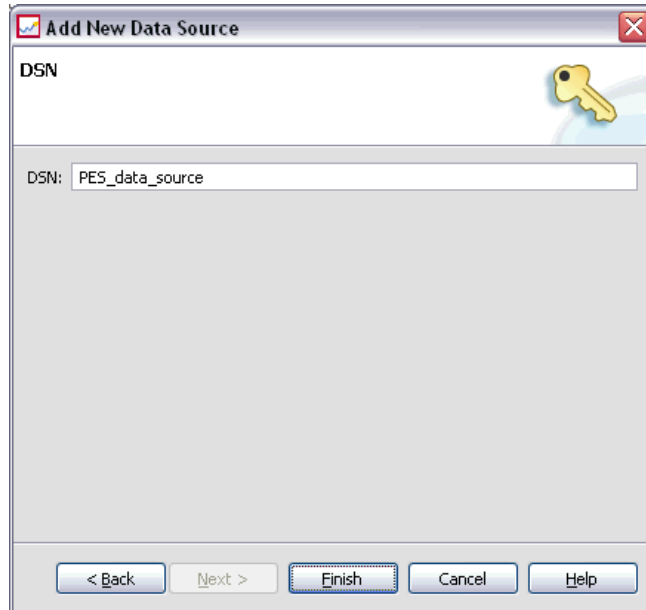 Add New Data Source
DSN
DSN: PES_data_source
< Back Next > Finish Cancel Help